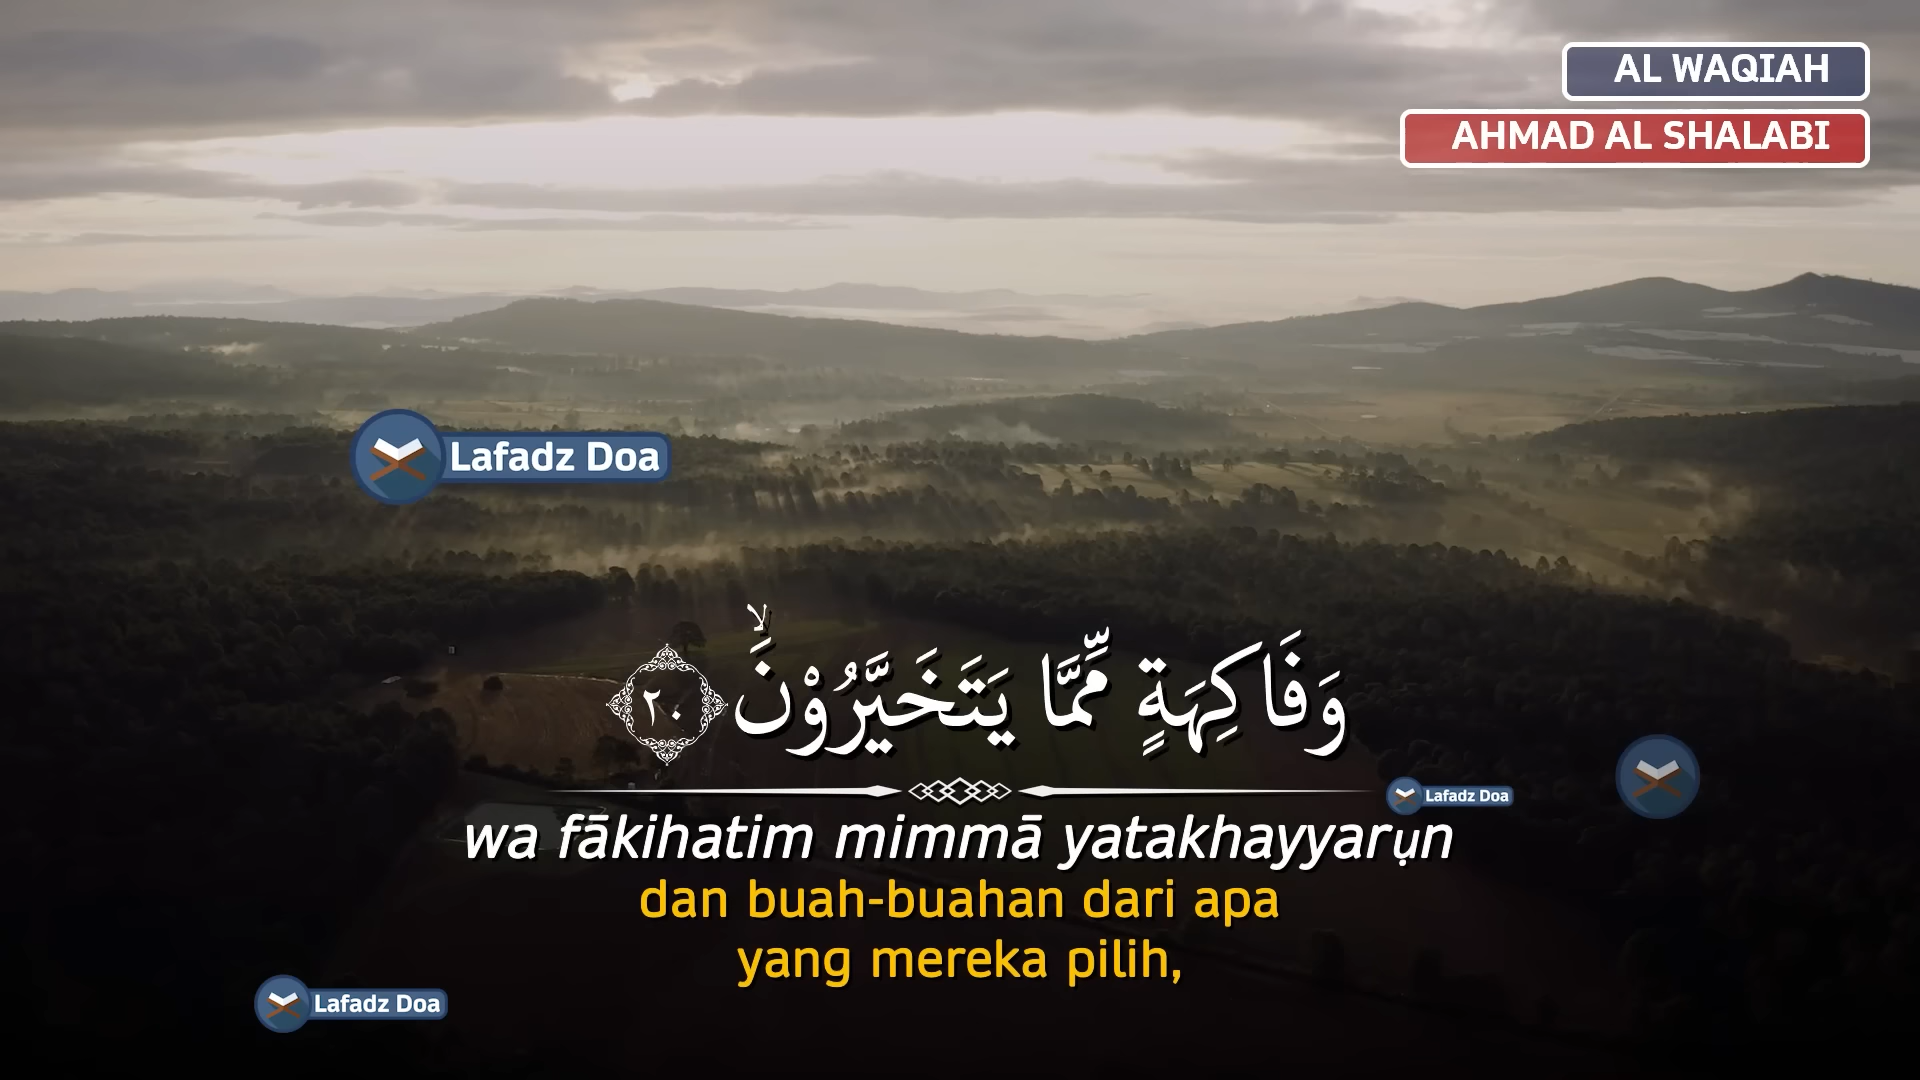 AL WAQIAH
AHMAD AL SHALABI
Lafadz Doa
وَفَاكِهَةٍ مِّمَّا يَتَخَيَّرُوْنَۙ ٢٠
Lafadz Doa
wa fākihatim mimmā yatakhayyarụn
dan buah-buahan dari apa
yang mereka pilih,
Lafadz Doa